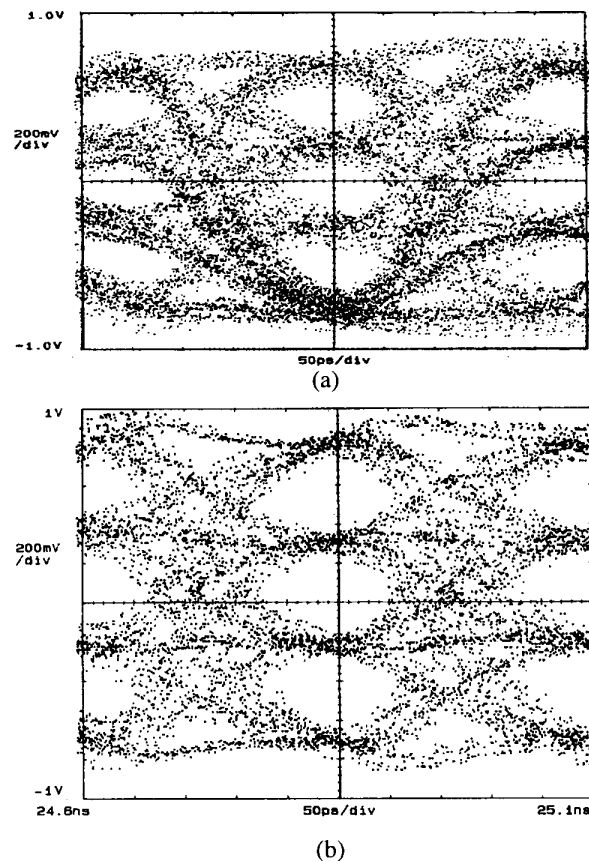 1.0V
200mV
/div
-1.0V
50ps/div
(a)
1V
200mV
/div
-1V
24.6ns
50ps/div
25.1ns
(b)